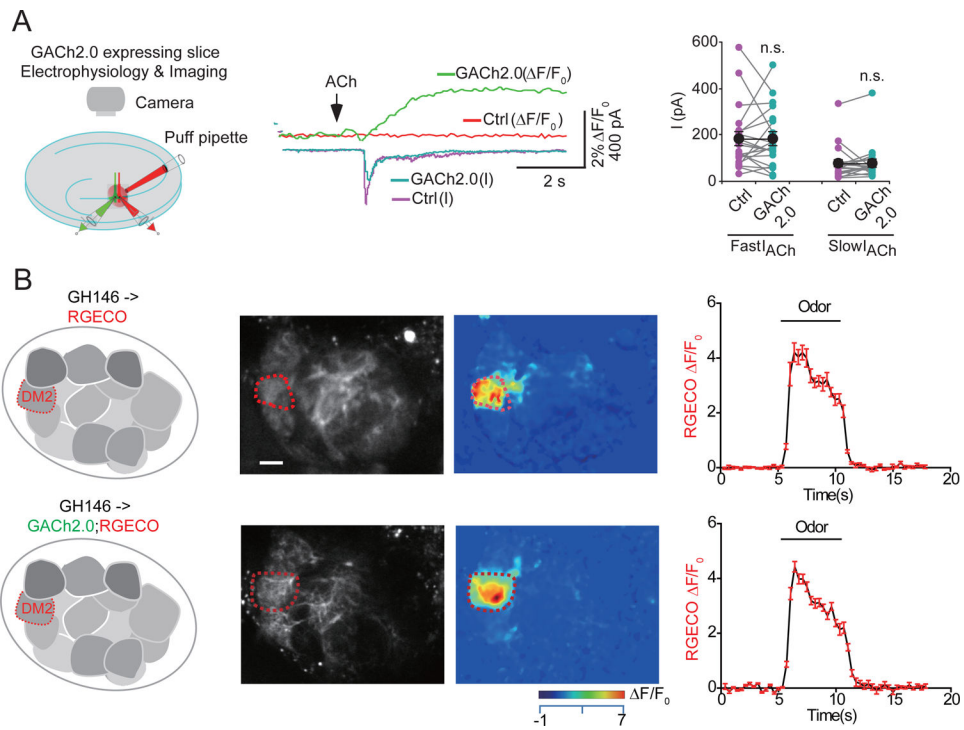 A
GACh2.0 expressing slice
Electrophysiology & Imaging
Camera
Puff pipette
ACh
GACh2.0(ΔF/F₀)
Ctrl(ΔF/F₀)
GACh2.0(I)
Ctrl(I)
2% ΔF/F₀
400 pA
2 s
I (pA)
600
400
200
0
n.s.
n.s.
Ctrl
GACh
2.0
Ctrl
GACh
2.0
FastI_ACh
SlowI_ACh
B
GH146 ->
RGECO
DM2
RGECO ΔF/F₀
6
4
2
0
Odor
0 5 10 15 20
Time(s)
GH146 ->
GACh2.0;RGECO
DM2
ΔF/F₀
-1 7
RGECO ΔF/F₀
6
4
2
0
Odor
0 5 10 15 20
Time(s)